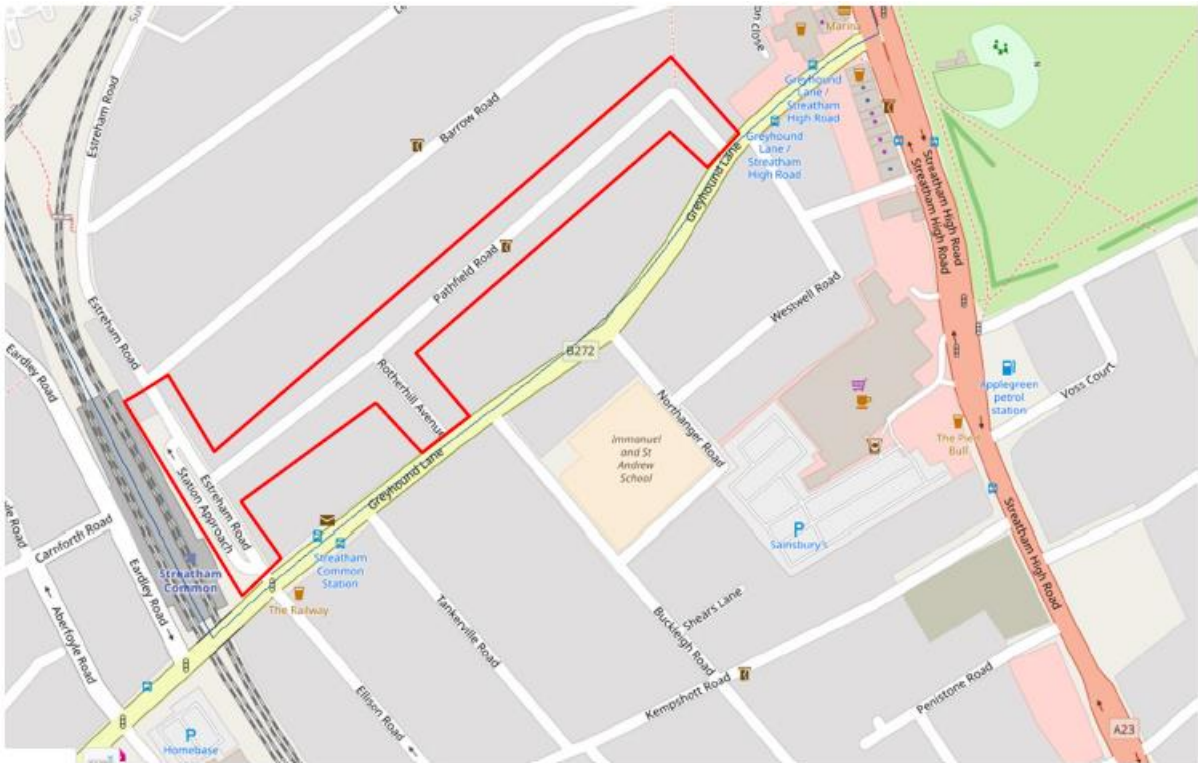 on close
Marina
Estreham Road
Barrow Road
Greyhound
Lane /
Streatham
High Road
Greyhound
Lane /
Streatham
High Road
Greyhound Lane
Streatham High Road
Streatham High Road
Pathfield Road
Westwell Road
Estreham Road
Eardley Road
B272
Rotherhill Avenue
Northanger Road
Applegreen
petrol
station
Voss Court
Immanuel
and St
Andrew
School
The Pied
Bull
Greyhound Lane
Estreham Road
Station Approach
P
Sainsbury's
Streatham High Road
Carnforth Road
Streatham
Common
Streatham
Common
Station
Eardley Road
The Railway
Aberfoyle Road
Tankerville Road
Buckleigh Road
Shears Lane
Kempshott Road
Penistone Road
Ellison Road
P
Homebase
A23